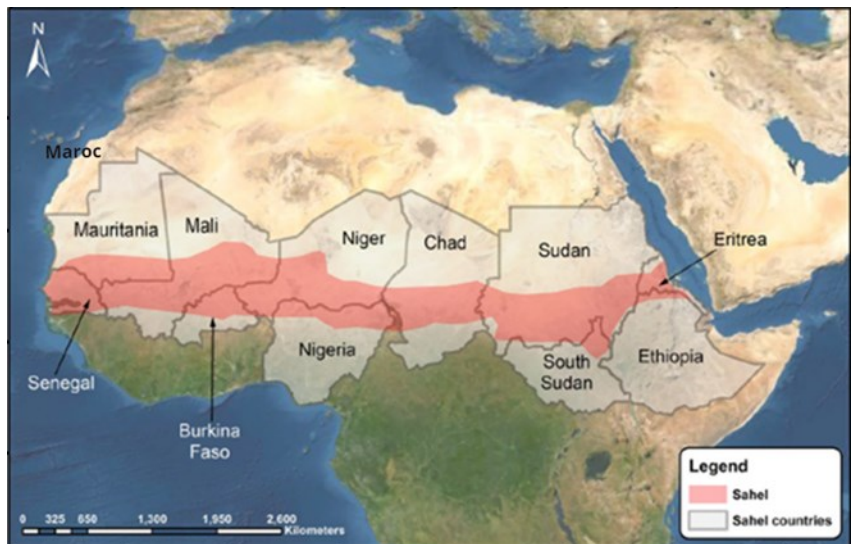 N
Maroc
Mauritania
Mali
Niger
Chad
Sudan
Eritrea
Senegal
Burkina
Faso
Nigeria
South
Sudan
Ethiopia
Legend
Sahel
Sahel countries
0 325 650 1,300 1,950 2,600
Kilometers